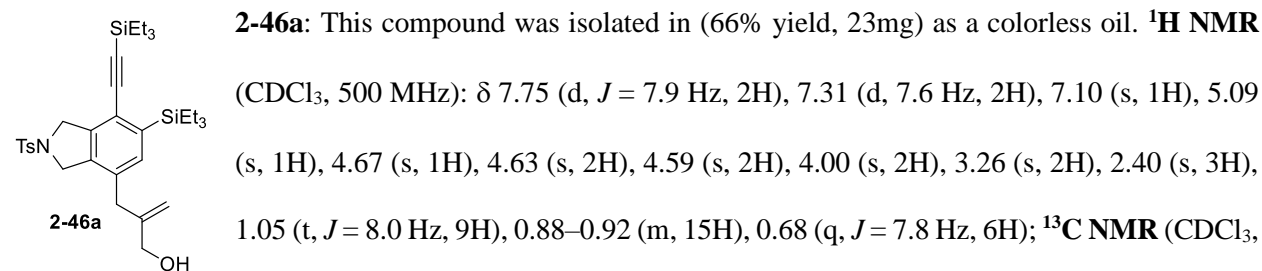 SiEt₃
SiEt₃
TsN
2-46a
OH
2-46a: This compound was isolated in (66% yield, 23mg) as a colorless oil. ¹H NMR
(CDCl₃, 500 MHz): δ 7.75 (d, J = 7.9 Hz, 2H), 7.31 (d, 7.6 Hz, 2H), 7.10 (s, 1H), 5.09
(s, 1H), 4.67 (s, 1H), 4.63 (s, 2H), 4.59 (s, 2H), 4.00 (s, 2H), 3.26 (s, 2H), 2.40 (s, 3H),
1.05 (t, J = 8.0 Hz, 9H), 0.88–0.92 (m, 15H), 0.68 (q, J = 7.8 Hz, 6H); ¹³C NMR (CDCl₃,